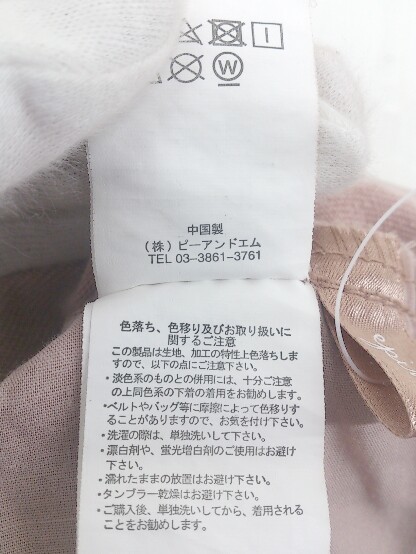 W
中国製
(株) ビーアンドエム
TEL 03-3861-3761
色落ち、色移り及びお取り扱いに
関するご注意
この製品は生地、加工の特性上色落ちしま
すので、以下の点にご注意下さい。
・淡色系のものとの併用には、十分ご注意
の上同色系の下着の着用をお勧めします。
・ベルトやバッグ等に摩擦によって色移りす
ることがありますので、お気を付け下さい。
・洗濯の際は、単独洗いして下さい。
・漂白剤や、蛍光増白剤のご使用はお避け
下さい。
・濡れたままの放置はお避け下さい。
・タンブラー乾燥はお避け下さい。
・ご購入後、単独洗いしてから、着用される
ことをお勧めします。